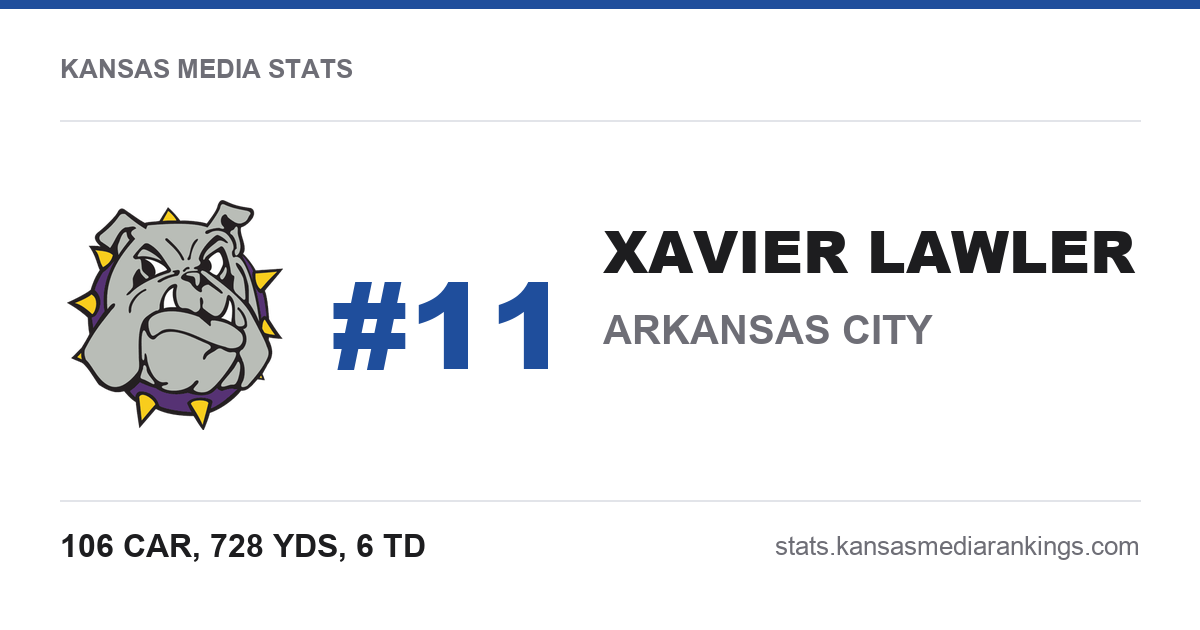 KANSAS MEDIA STATS
#11
XAVIER LAWLER
ARKANSAS CITY
106 CAR, 728 YDS, 6 TD
stats.kansasmediarankings.com